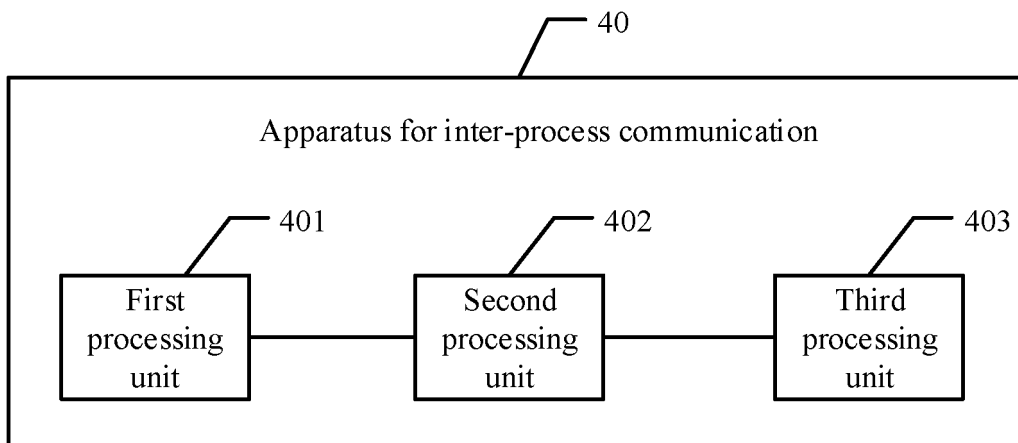 40
Apparatus for inter-process communication
401
402
403
First
processing
unit
Second
processing
unit
Third
processing
unit